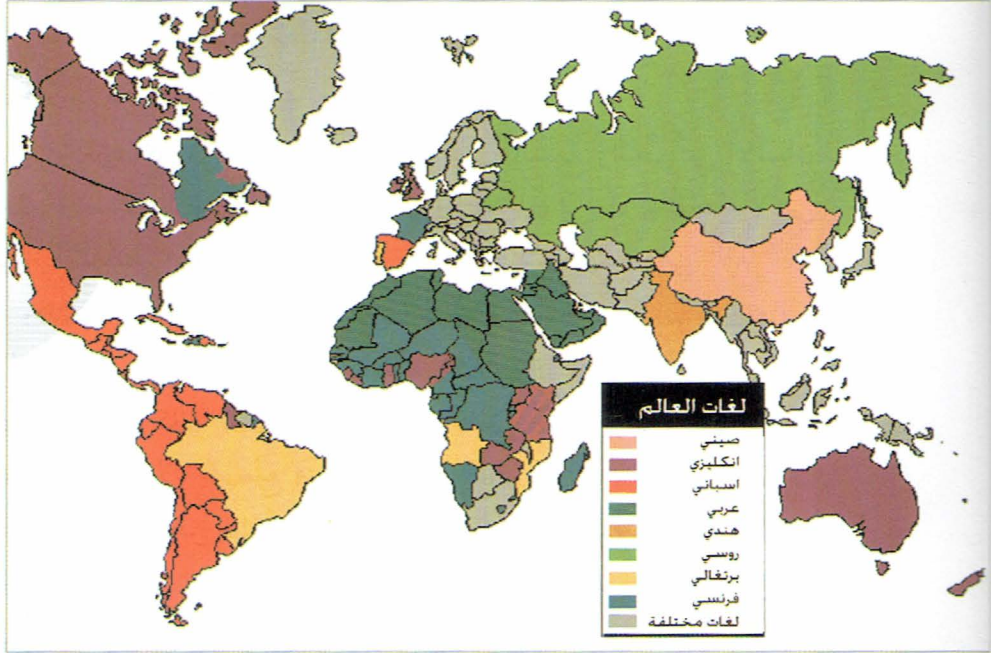 لغات العالم
صيني
انكليزي
اسباني
عربي
هندي
روسي
برتغالي
فرنسي
لغات مختلفة